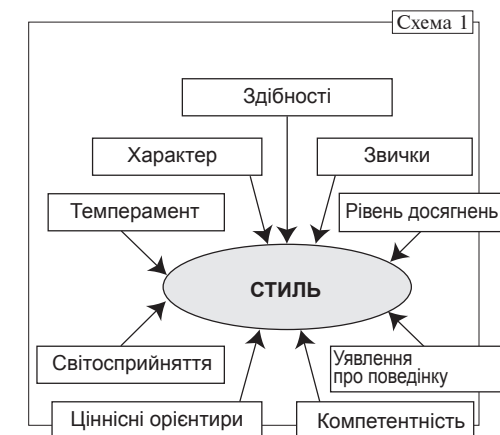 Схема 1
Здібності
Характер
Звички
Темперамент
Рівень досягнень
СТИЛЬ
Світосприйняття
Уявлення
про поведінку
Ціннісні орієнтири
Компетентність